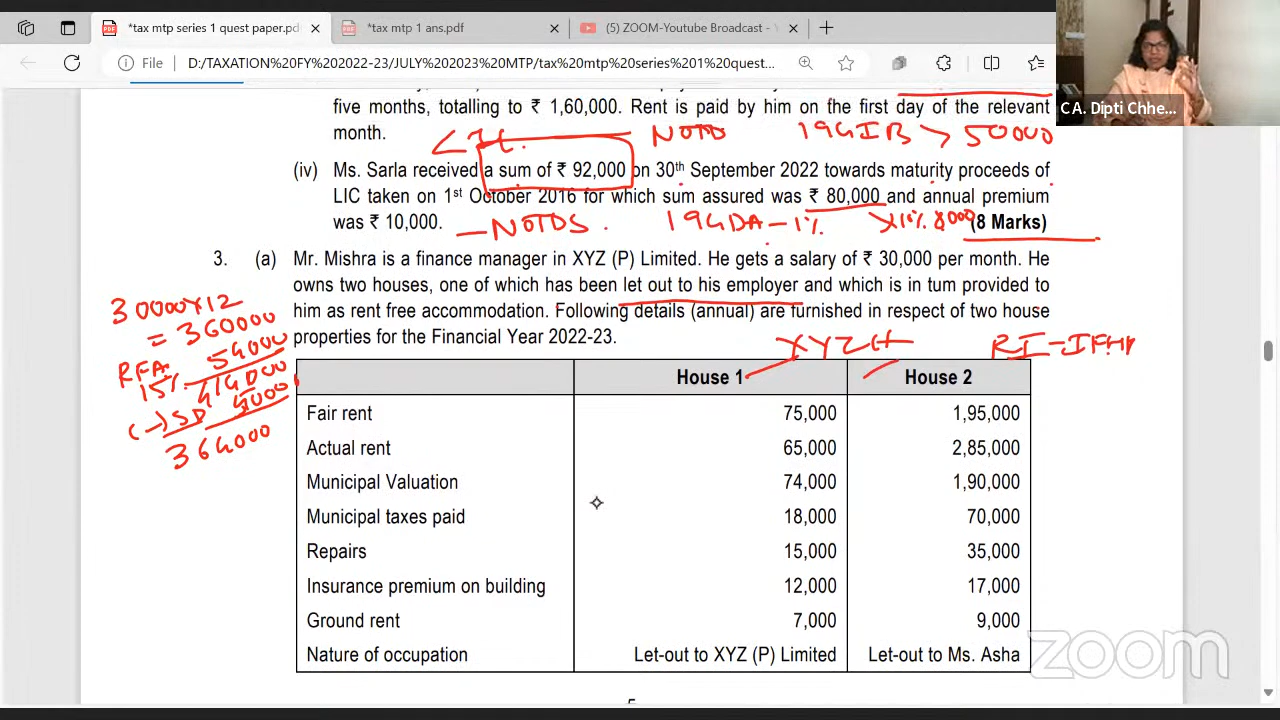 *tax mtp series 1 quest paper.pdf
*tax mtp 1 ans.pdf
(5) ZOOM-Youtube Broadcast - Y
File D:/TAXATION%20FY%202022-23/JULY%202023%20MTP/tax%20mtp%20series%201%20quest...
C A. Dipti Chhe...
five months, totalling to ₹ 1,60,000. Rent is paid by him on the first day of the relevant
month.
NOTD 194IB > 50000
< 1L.
(iv) Ms. Sarla received a sum of ₹ 92,000 on 30th September 2022 towards maturity proceeds of
LIC taken on 1st October 2016 for which sum assured was ₹ 80,000 and annual premium
was ₹ 10,000. (8 Marks)
— NOTDS. 194DA – 1% >10% 8000
3. (a) Mr. Mishra is a finance manager in XYZ (P) Limited. He gets a salary of ₹ 30,000 per month. He
owns two houses, one of which has been let out to his employer and which is in tum provided to
him as rent free accommodation. Following details (annual) are furnished in respect of two house
properties for the Financial Year 2022-23.
30000x12
= 360000
RFA. 54000
15% 414000
(-) SD
364000
XYZ RI-IFHP
House 1 House 2
Fair rent 75,000 1,95,000
Actual rent 65,000 2,85,000
Municipal Valuation 74,000 1,90,000
Municipal taxes paid 18,000 70,000
Repairs 15,000 35,000
Insurance premium on building 12,000 17,000
Ground rent 7,000 9,000
Nature of occupation Let-out to XYZ (P) Limited Let-out to Ms. Asha
zoom